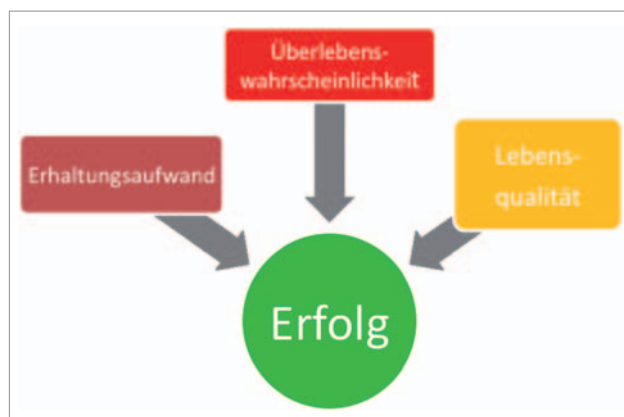 Überlebens-
wahrscheinlichkeit
Erhaltungsaufwand
Lebens-
qualität
Erfolg